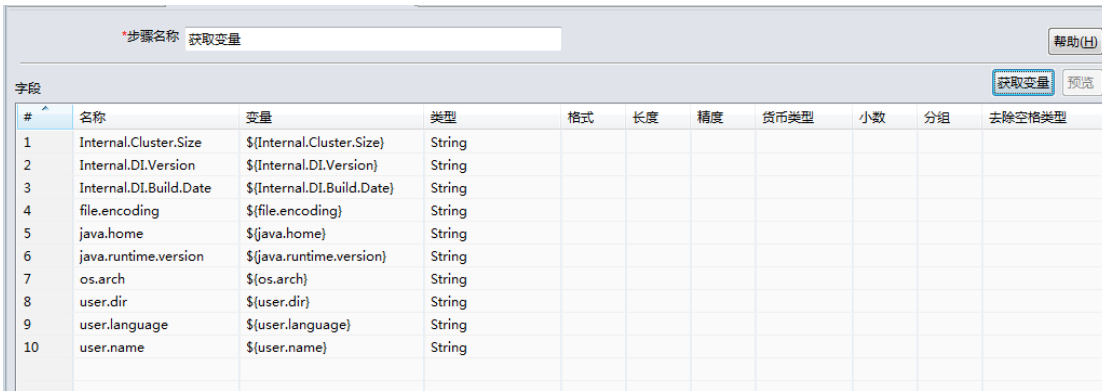 *步骤名称 获取变量
帮助(H)
获取变量 预览
字段
# 名称 变量 类型 格式 长度 精度 货币类型 小数 分组 去除空格类型
1 Internal.Cluster.Size ${Internal.Cluster.Size} String
2 Internal.DI.Version ${Internal.DI.Version} String
3 Internal.DI.Build.Date ${Internal.DI.Build.Date} String
4 file.encoding ${file.encoding} String
5 java.home ${java.home} String
6 java.runtime.version ${java.runtime.version} String
7 os.arch ${os.arch} String
8 user.dir ${user.dir} String
9 user.language ${user.language} String
10 user.name ${user.name} String